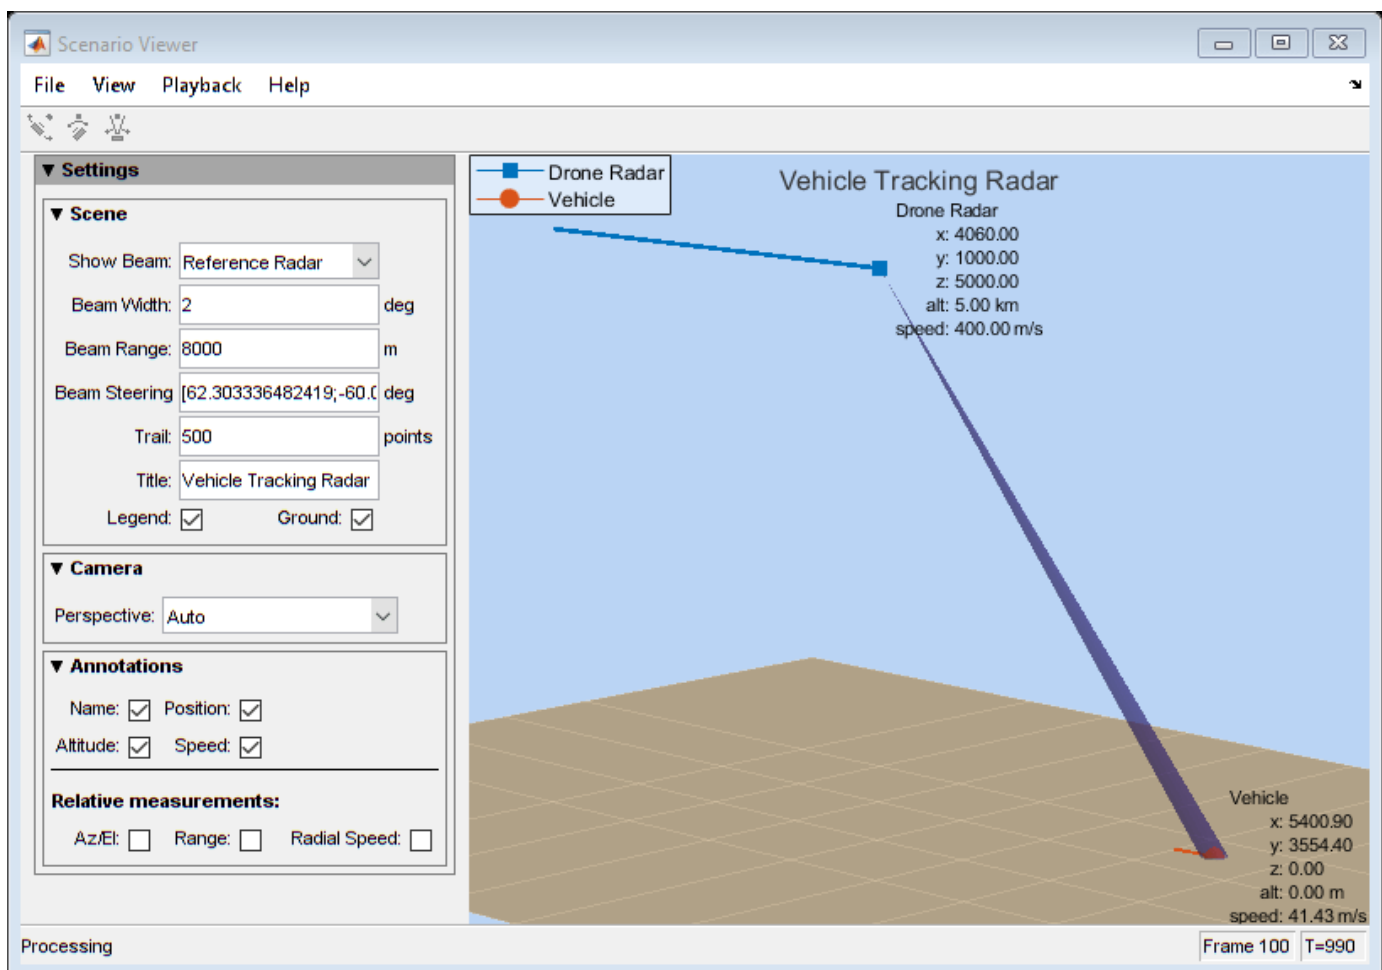 Scenario Viewer
File View Playback Help
Settings
Scene
Show Beam: Reference Radar
Beam Width: 2 deg
Beam Range: 8000 m
Beam Steering [62.303336482419;-60.0 deg
Trail: 500 points
Title: Vehicle Tracking Radar
Legend: Ground:
Camera
Perspective: Auto
Annotations
Name: Position:
Altitude: Speed:
Relative measurements:
Az/El: Range: Radial Speed:
Drone Radar
Vehicle
Vehicle Tracking Radar
Drone Radar
x: 4060.00
y: 1000.00
z: 5000.00
alt: 5.00 km
speed: 400.00 m/s
Vehicle
x: 5400.90
y: 3554.40
z: 0.00
alt: 0.00 m
speed: 41.43 m/s
Processing
Frame 100 T=990